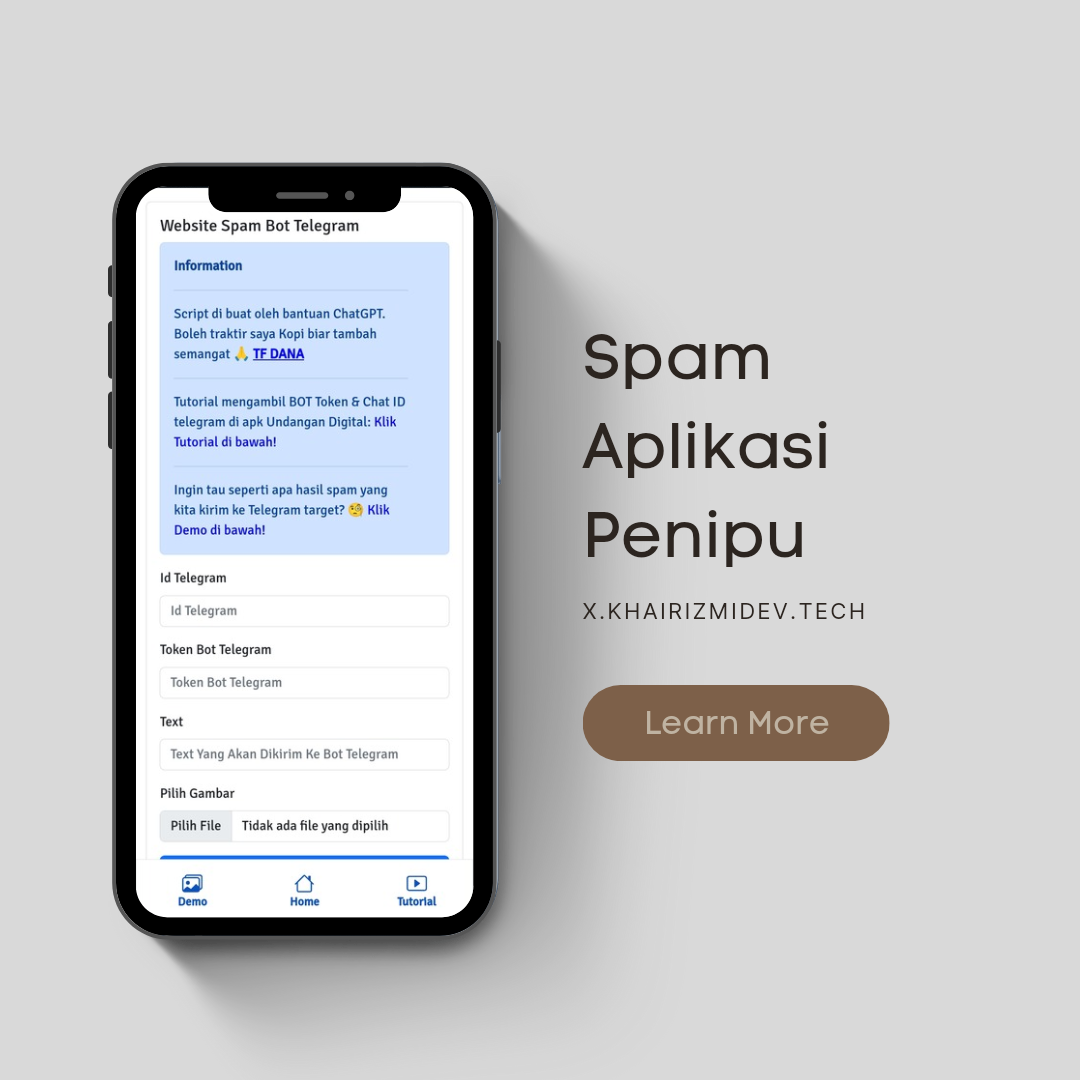 Website Spam Bot Telegram
Information
Script di buat oleh bantuan ChatGPT.
Boleh traktir saya Kopi biar tambah
semangat 🙏 TF DANA
Tutorial mengambil BOT Token & Chat ID
telegram di apk Undangan Digital: Klik
Tutorial di bawah!
Ingin tau seperti apa hasil spam yang
kita kirim ke Telegram target? 🧐 Klik
Demo di bawah!
Id Telegram
Id Telegram
Token Bot Telegram
Token Bot Telegram
Text
Text Yang Akan Dikirim Ke Bot Telegram
Pilih Gambar
Pilih File Tidak ada file yang dipilih
Demo Home Tutorial
Spam
Aplikasi
Penipu
X.KHAIRIZMIDEV.TECH
Learn More